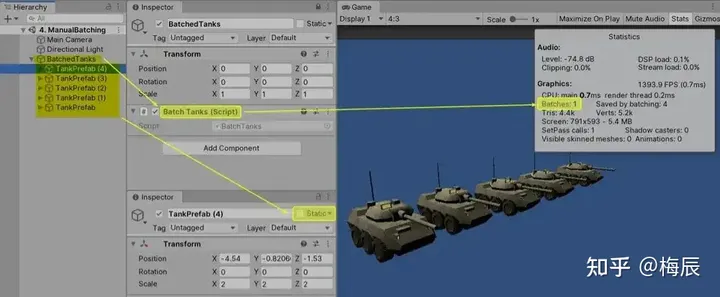 Hierarchy
All
4. ManualBatching
Main Camera
Directional Light
BatchedTanks
TankPrefab (4)
TankPrefab (3)
TankPrefab (2)
TankPrefab (1)
TankPrefab
Inspector
BatchedTanks
Static
Tag Untagged Layer Default
Transform
Position X 0 Y 0 Z 0
Rotation X 0 Y 0 Z 0
Scale X 1 Y 1 Z 1
Batch Tanks (Script)
Script BatchTanks
Add Component
Inspector
TankPrefab (4)
Static
Tag Untagged Layer Default
Transform
Position X -4.54 Y -0.8206 Z -1.53
Rotation X 0 Y 0 Z 0
Scale X 2 Y 2 Z 2
Game
Display 1 4:3 Scale 1x Maximize On Play Mute Audio Stats
Statistics
Audio:
Level: -74.8 dB DSP load: 0.1%
Clipping: 0.0% Stream load: 0.0%
Graphics: 1393.9 FPS (0.7ms)
CPU: main 0.7ms render thread 0.2ms
Batches: 1 Saved by batching: 4
Tris: 4.4k Verts: 5.2k
Screen: 791x593 - 5.4 MB
SetPass calls: 1 Shadow casters: 0
Visible skinned meshes: 0 Animations: 0
知乎 @梅辰